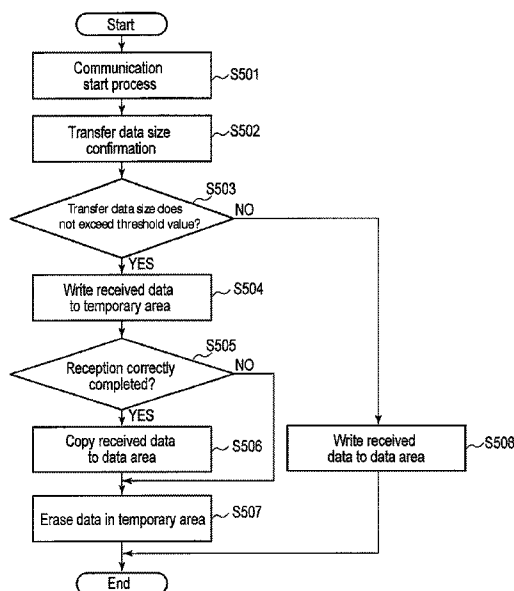 Start
Communication
start process
S501
Transfer data size
confirmation
S502
S503
Transfer data size does
not exceed threshold value?
NO
YES
Write received data
to temporary area
S504
S505
Reception correctly
completed?
NO
YES
Copy received data
to data area
S506
Write received
data to data area
S508
Erase data in temporary area
S507
End